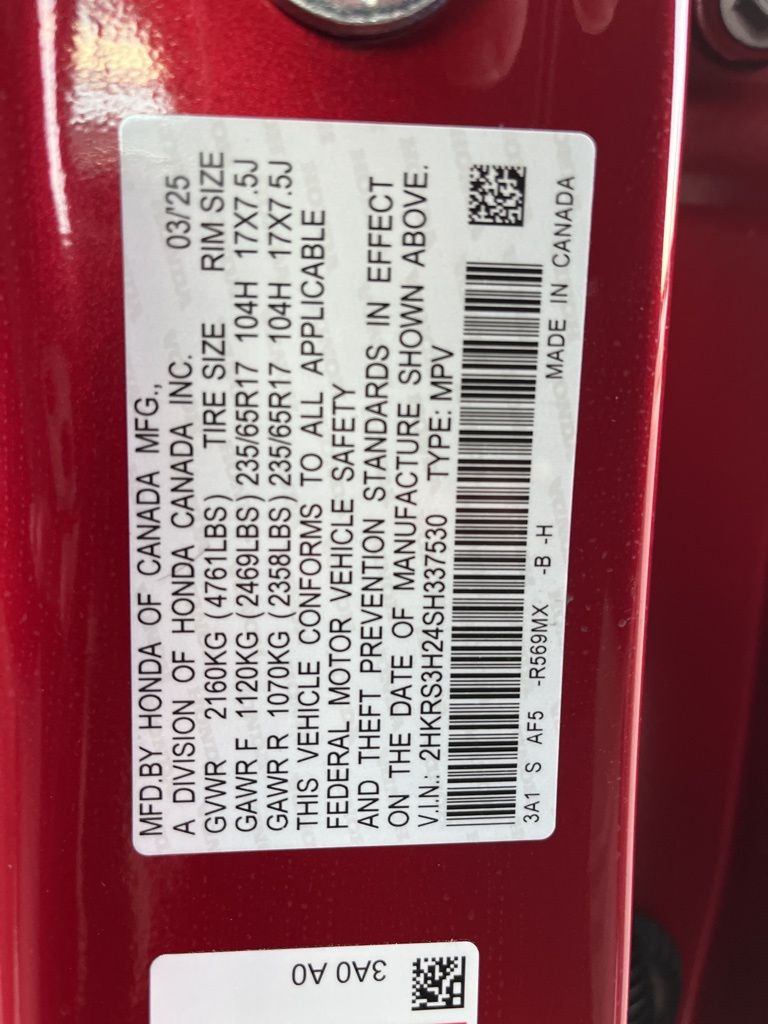 MFD.BY HONDA OF CANADA MFG.,
A DIVISION OF HONDA CANADA INC. 03/'25
GVWR 2160KG (4761LBS) TIRE SIZE RIM SIZE
GAWR F 1120KG (2469LBS) 235/65R17 104H 17X7.5J
GAWR R 1070KG (2358LBS) 235/65R17 104H 17X7.5J
THIS VEHICLE CONFORMS TO ALL APPLICABLE
FEDERAL MOTOR VEHICLE SAFETY
AND THEFT PREVENTION STANDARDS IN EFFECT
ON THE DATE OF MANUFACTURE SHOWN ABOVE.
V.I.N.: 2HKRS3H24SH337530 TYPE: MPV
3A1 S AF5 -R569MX -B -H MADE IN CANADA
3A0 A0